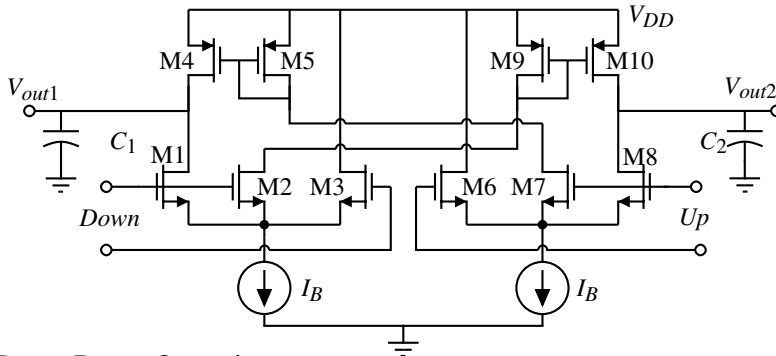 V_DD
M4 M5 M9 M10
V_out1 V_out2
C_1 C_2
M1 M8
M2 M3 M6 M7
Down Up
I_B I_B